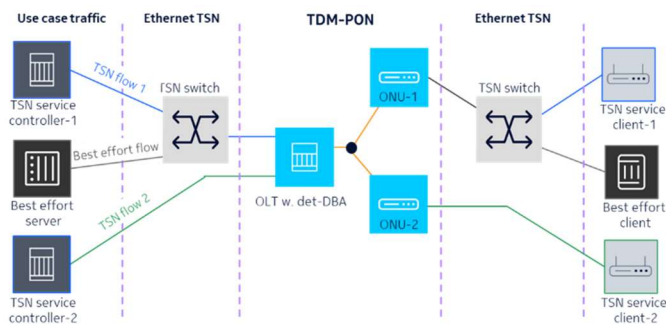 Use case traffic
Ethernet TSN
TDM-PON
Ethernet TSN
TSN flow 1
TSN switch
TSN service
controller-1
Best effort flow
Best effort
server
TSN flow 2
TSN service
controller-2
OLT w. det-DBA
ONU-1
ONU-2
TSN switch
TSN service
client-1
Best effort
client
TSN service
client-2